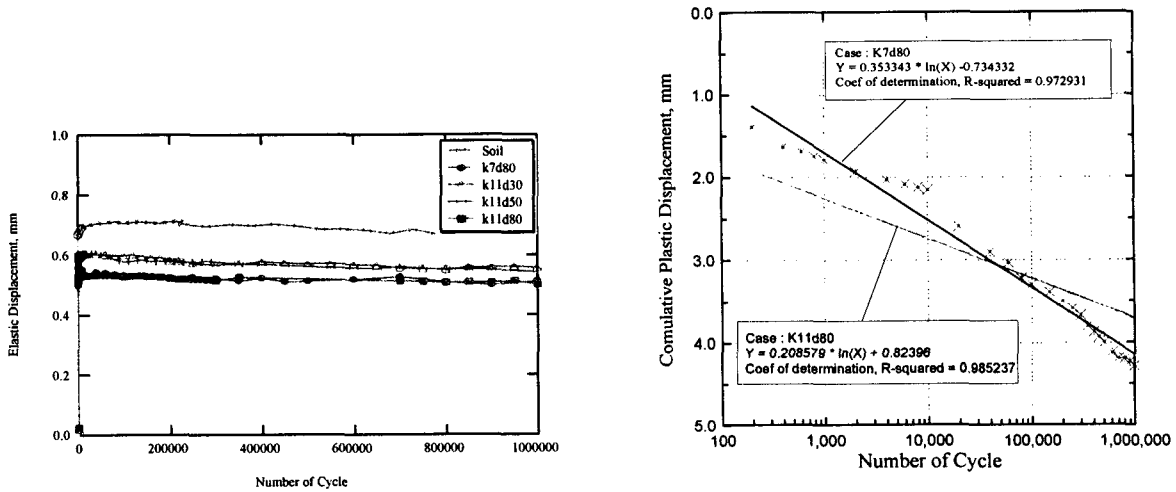 1.0
0.8
0.6
0.4
0.2
0.0
Elastic Displacement, mm
Soil
k7d80
k11d30
k11d50
k11d80
0 200000 400000 600000 800000 1000000
Number of Cycle
0.0
1.0
2.0
3.0
4.0
5.0
Comulative Plastic Displacement, mm
Case : K7d80
Y = 0.353343 * ln(X) -0.734332
Coef of determination, R-squared = 0.972931
Case : K11d80
Y = 0.208579 * ln(X) + 0.82396
Coef of determination, R-squared = 0.985237
100 1,000 10,000 100,000 1,000,000
Number of Cycle